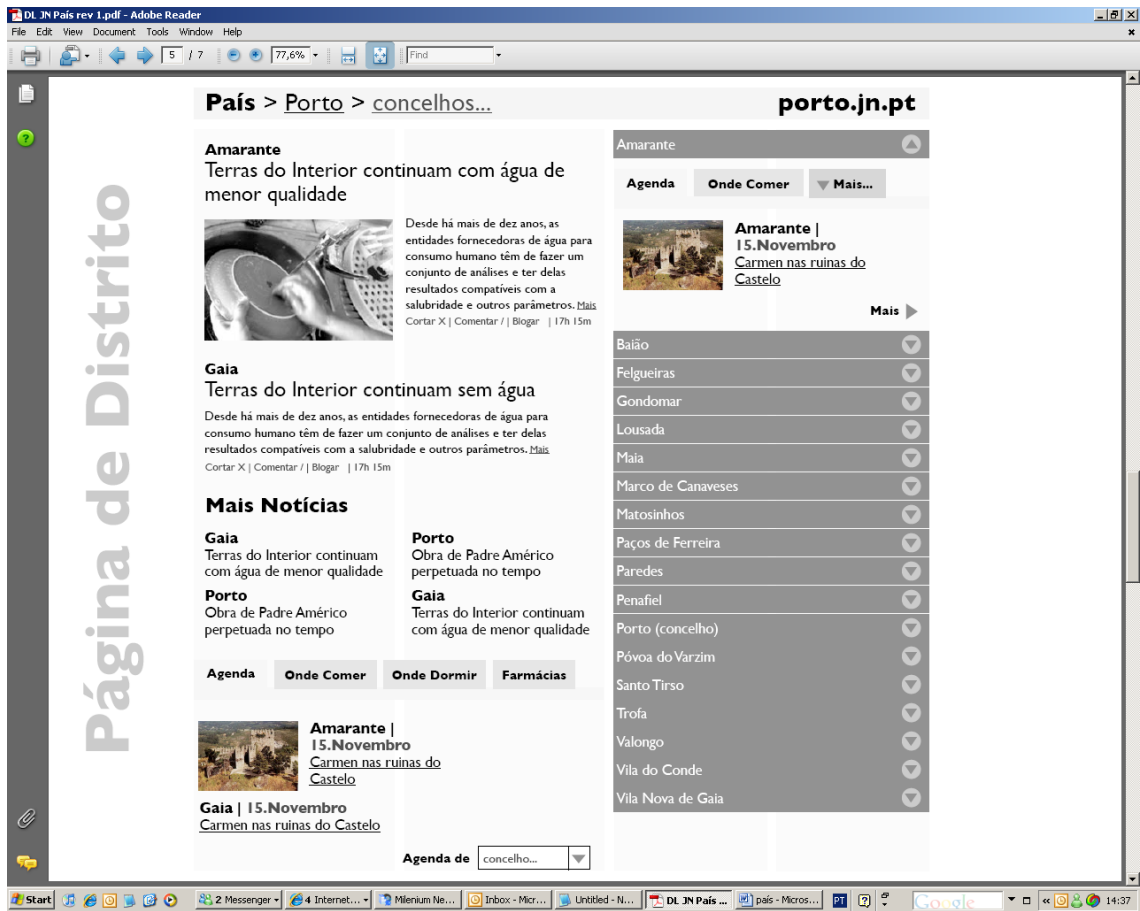 DL JN País rev 1.pdf - Adobe Reader
File Edit View Document Tools Window Help
5 / 7 77,6% Find
País > Porto > concelhos...
porto.jn.pt
Página de Distrito
Amarante
Terras do Interior continuam com água de
menor qualidade
Desde há mais de dez anos, as
entidades fornecedoras de água para
consumo humano têm de fazer um
conjunto de análises e ter delas
resultados compatíveis com a
salubridade e outros parâmetros. Mais
Cortar X | Comentar / | Blogar | 17h 15m
Gaia
Terras do Interior continuam sem água
Desde há mais de dez anos, as entidades fornecedoras de água para
consumo humano têm de fazer um conjunto de análises e ter delas
resultados compatíveis com a salubridade e outros parâmetros. Mais
Cortar X | Comentar / | Blogar | 17h 15m
Mais Notícias
Gaia
Terras do Interior continuam
com água de menor qualidade
Porto
Obra de Padre Américo
perpetuada no tempo
Porto
Obra de Padre Américo
perpetuada no tempo
Gaia
Terras do Interior continuam
com água de menor qualidade
Agenda Onde Comer Onde Dormir Farmácias
Amarante |
15.Novembro
Carmen nas ruinas do
Castelo
Gaia | 15.Novembro
Carmen nas ruinas do Castelo
Agenda de concelho...
Amarante
Agenda Onde Comer Mais...
Amarante |
15.Novembro
Carmen nas ruinas do
Castelo
Mais
Baião
Felgueiras
Gondomar
Lousada
Maia
Marco de Canaveses
Matosinhos
Paços de Ferreira
Paredes
Penafiel
Porto (concelho)
Póvoa do Varzim
Santo Tirso
Trofa
Valongo
Vila do Conde
Vila Nova de Gaia
Start 2 Messenger 4 Internet... Milenium Ne... Inbox - Micr... Untitled - N... DL JN País ... país - Micros... PT Google « 14:37